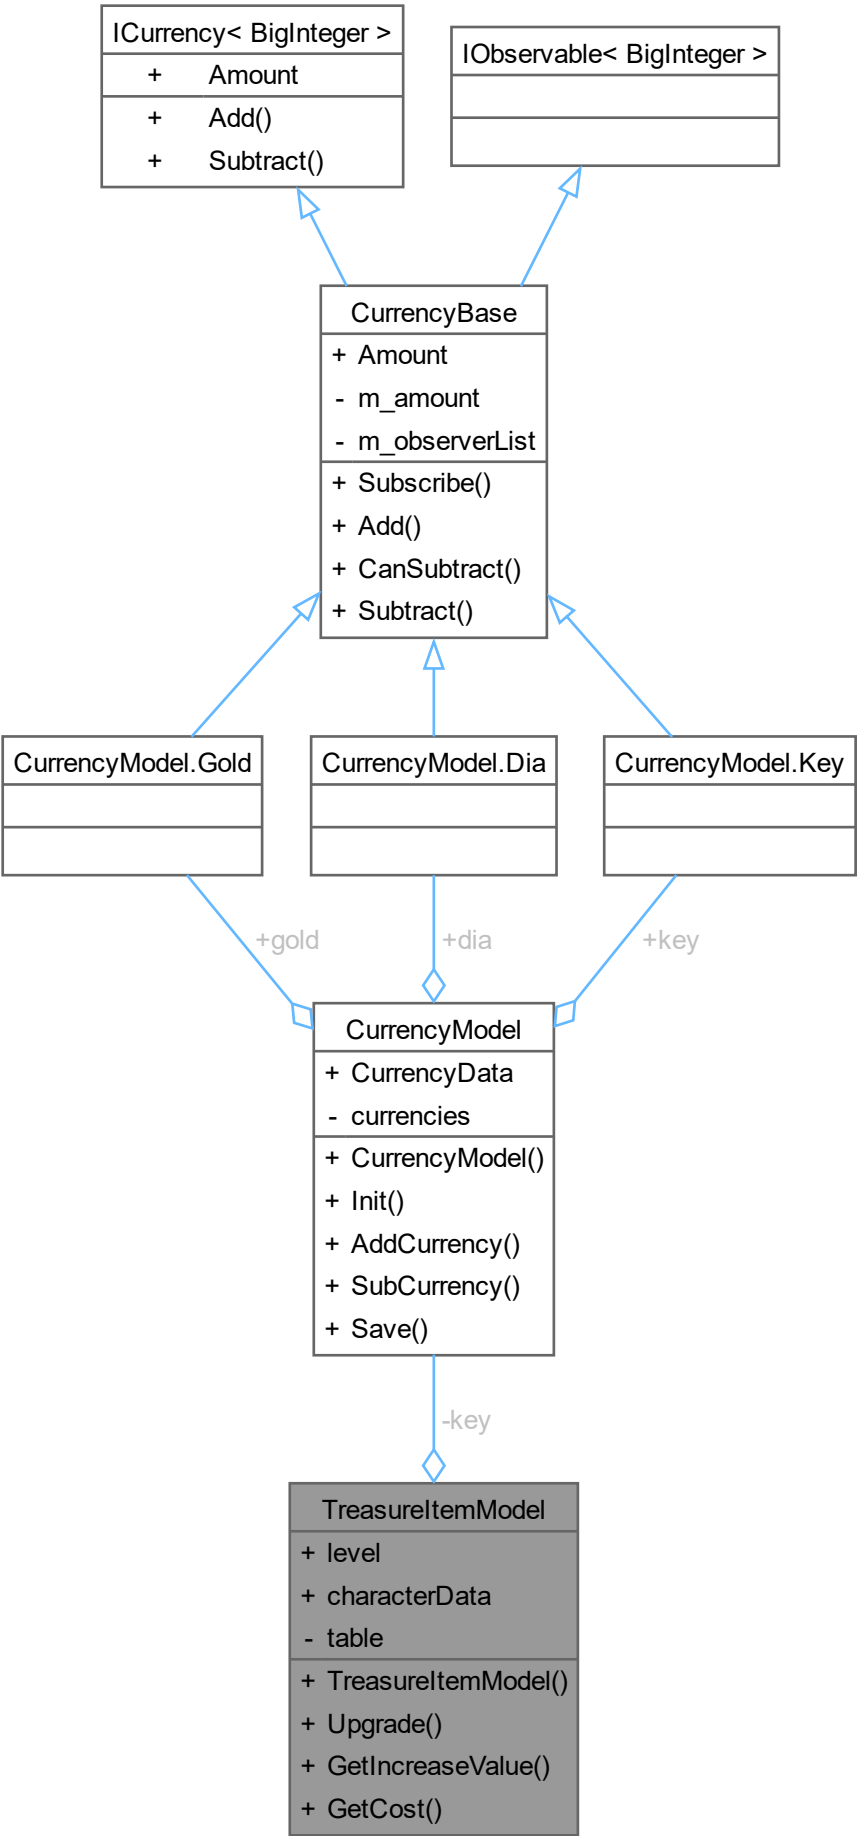 ICurrency< BigInteger >
+ Amount
+ Add()
+ Subtract()
IObservable< BigInteger >
CurrencyBase
+ Amount
- m_amount
- m_observerList
+ Subscribe()
+ Add()
+ CanSubtract()
+ Subtract()
CurrencyModel.Gold
CurrencyModel.Dia
CurrencyModel.Key
+gold
+dia
+key
CurrencyModel
+ CurrencyData
- currencies
+ CurrencyModel()
+ Init()
+ AddCurrency()
+ SubCurrency()
+ Save()
-key
TreasureItemModel
+ level
+ characterData
- table
+ TreasureItemModel()
+ Upgrade()
+ GetIncreaseValue()
+ GetCost()